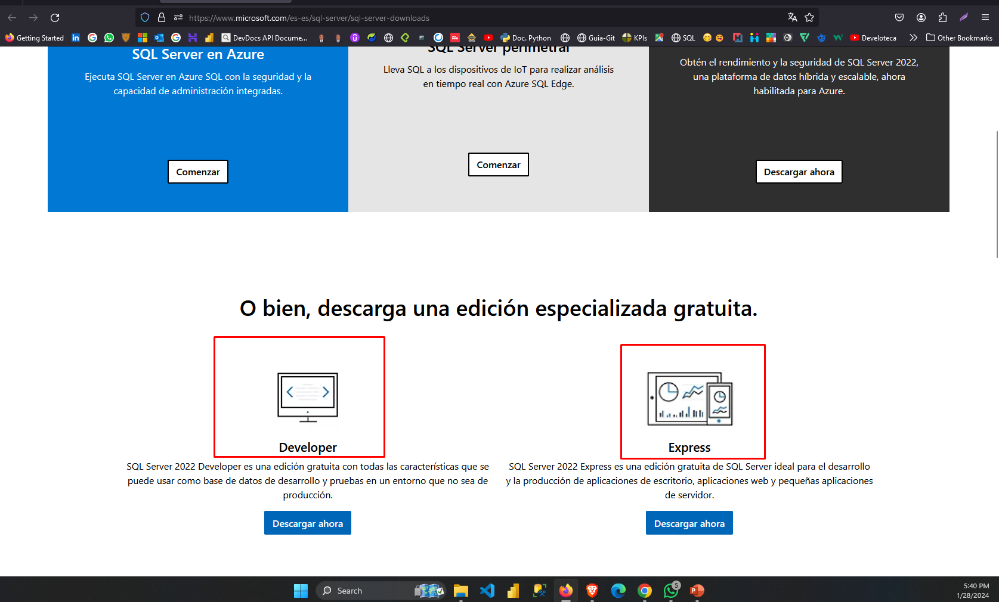 https://www.microsoft.com/es-es/sql-server/sql-server-downloads
Getting Started
DevDocs API Docume...
Doc. Python
Guia-Git
KPIs
SQL
Develoteca
Other Bookmarks
SQL Server en Azure
Ejecuta SQL Server en Azure SQL con la seguridad y la
capacidad de administración integradas.
Comenzar
SQL Server perimetral
Lleva SQL a los dispositivos de IoT para realizar análisis
en tiempo real con Azure SQL Edge.
Comenzar
Obtén el rendimiento y la seguridad de SQL Server 2022,
una plataforma de datos híbrida y escalable, ahora
habilitada para Azure.
Descargar ahora
O bien, descarga una edición especializada gratuita.
Developer
SQL Server 2022 Developer es una edición gratuita con todas las características que se
puede usar como base de datos de desarrollo y pruebas en un entorno que no sea de
producción.
Descargar ahora
Express
SQL Server 2022 Express es una edición gratuita de SQL Server ideal para el desarrollo
y la producción de aplicaciones de escritorio, aplicaciones web y pequeñas aplicaciones
de servidor.
Descargar ahora
Search
5
5:40 PM
1/28/2024